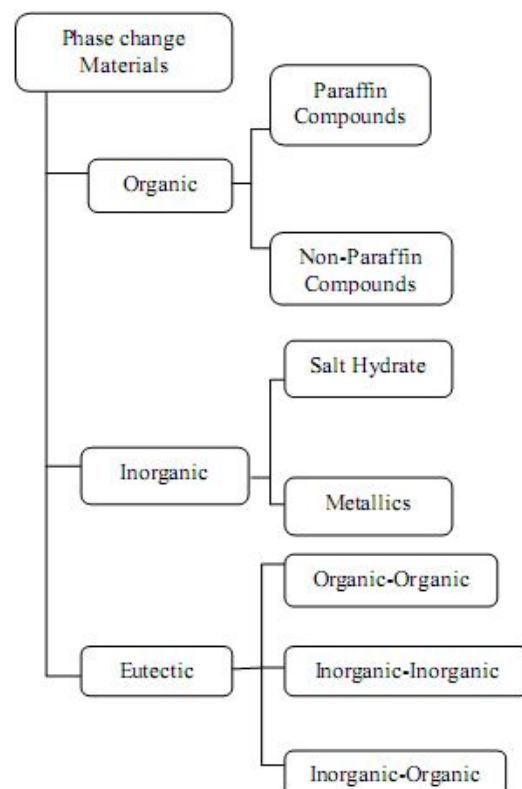 Phase change
Materials
Paraffin
Compounds
Organic
Non-Paraffin
Compounds
Salt Hydrate
Inorganic
Metallics
Organic-Organic
Eutectic
Inorganic-Inorganic
Inorganic-Organic